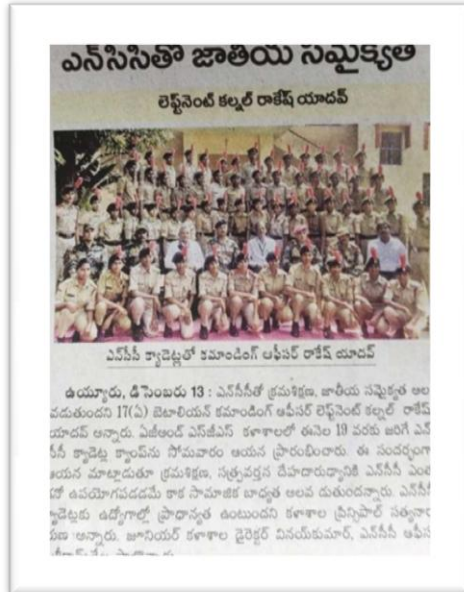 ఎన్‌సిసితో జాతీయ సమైక్యత
లెఫ్ట్‌నెంట్ కల్నల్ రాకేష్ యాదవ్
ఎన్‌సిసి క్యాడెట్లతో కమాండింగ్ ఆఫీసర్ రాకేష్ యాదవ్
ఉయ్యూరు, డిసెంబరు 13 : ఎన్‌సిసితో క్రమశిక్షణ, జాతీయ సమైక్యత అల
వడుతుందని 17(ఏ) బెటాలియన్ కమాండింగ్ ఆఫీసర్ లెఫ్ట్‌నెంట్ కల్నల్ రాకేష్
యాదవ్ అన్నారు. ఏజీఅండ్ ఎస్‌జీఎస్ కళాశాలలో ఈనెల 19 వరకు జరిగే ఎన్
సీసీ క్యాడెట్ల క్యాంప్‌ను సోమవారం ఆయన ప్రారంభించారు. ఈ సందర్భంగా
ఆయన మాట్లాడుతూ క్రమశిక్షణ, సత్ప్రవర్తన దేహదారుఢ్యానికి ఎన్‌సీసీ ఎంత
ఉపయోగపడడమే కాక సామాజిక బాధ్యత అలవ డుతుందన్నారు. ఎన్‌సీసీ
క్యాడెట్లకు ఉద్యోగాల్లో ప్రాధాన్యత ఉంటుందని కళాశాల ప్రిన్సిపాల్ సత్యనా
యణ అన్నారు. జూనియర్ కళాశాల డైరెక్టర్ వినయ్‌కుమార్, ఎన్‌సీసీ ఆఫీస